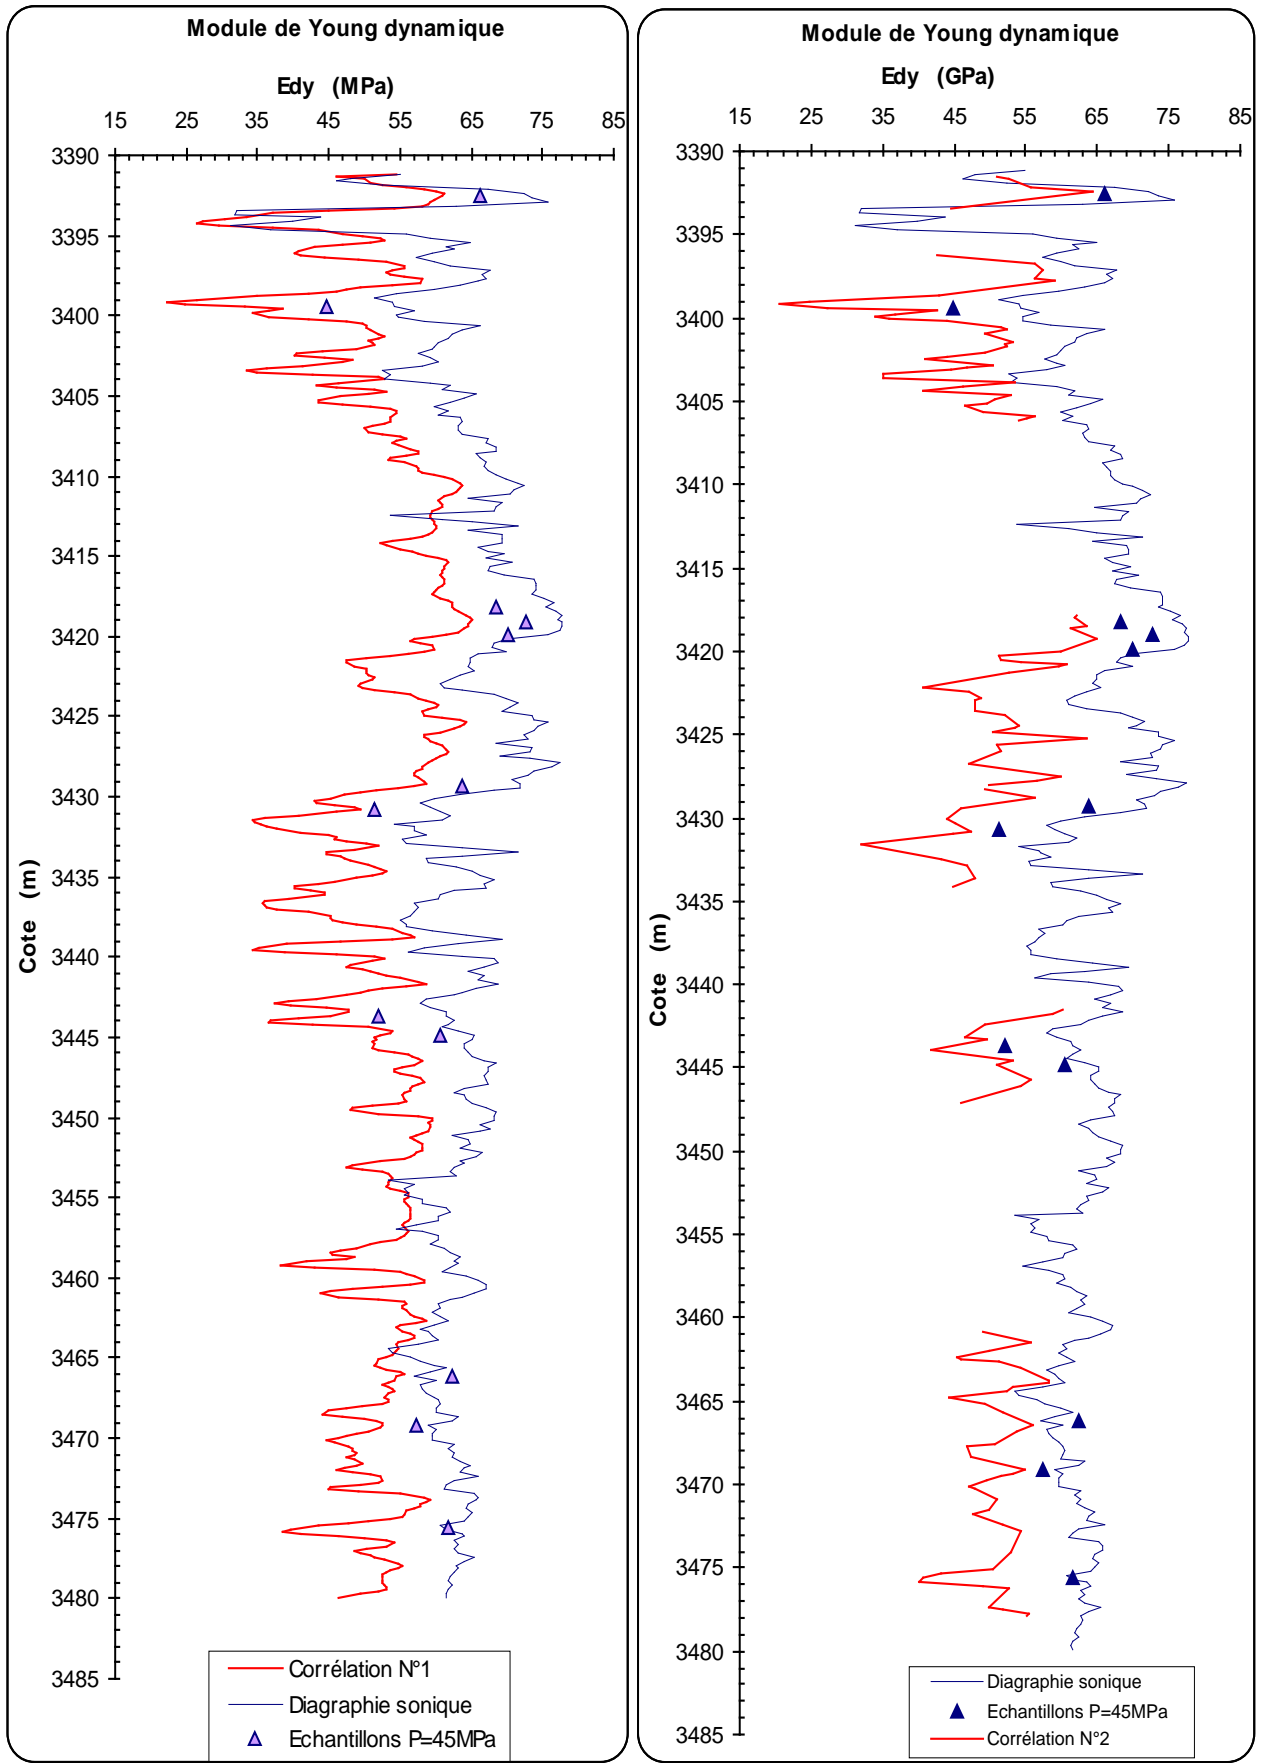 Module de Young dynamique
Edy (MPa)
15 25 35 45 55 65 75 85
3390
3395
3400
3405
3410
3415
3420
3425
3430
3435
3440
3445
3450
3455
3460
3465
3470
3475
3480
3485
Cote (m)
Corrélation N°1
Diagraphie sonique
Echantillons P=45MPa
Module de Young dynamique
Edy (GPa)
15 25 35 45 55 65 75 85
3390
3395
3400
3405
3410
3415
3420
3425
3430
3435
3440
3445
3450
3455
3460
3465
3470
3475
3480
3485
Cote (m)
Diagraphie sonique
Echantillons P=45MPa
Corrélation N°2